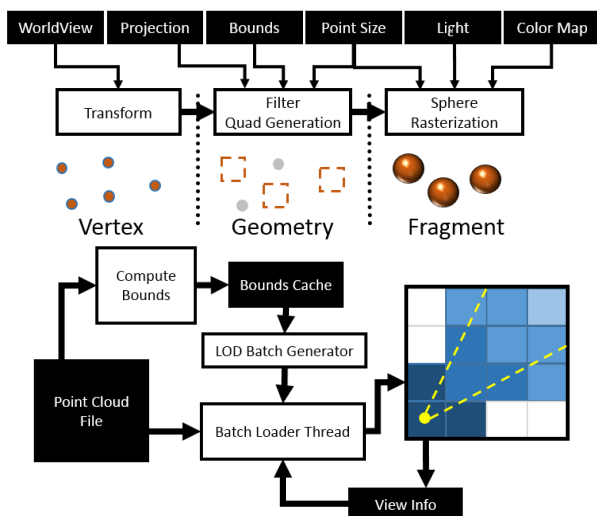 WorldView
Projection
Bounds
Point Size
Light
Color Map
Transform
Filter
Quad Generation
Sphere
Rasterization
Vertex
Geometry
Fragment
Compute
Bounds
Bounds Cache
LOD Batch Generator
Point Cloud
File
Batch Loader Thread
View Info